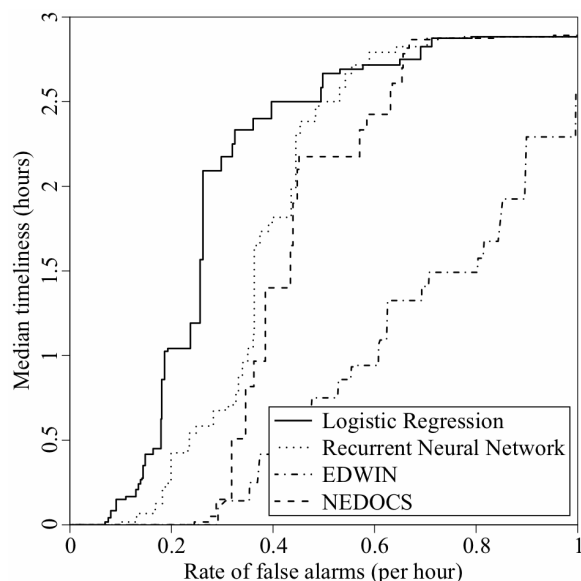 3
2.5
2
1.5
1
0.5
0
Median timeliness (hours)
Logistic Regression
Recurrent Neural Network
EDWIN
NEDOCS
0 0.2 0.4 0.6 0.8 1
Rate of false alarms (per hour)